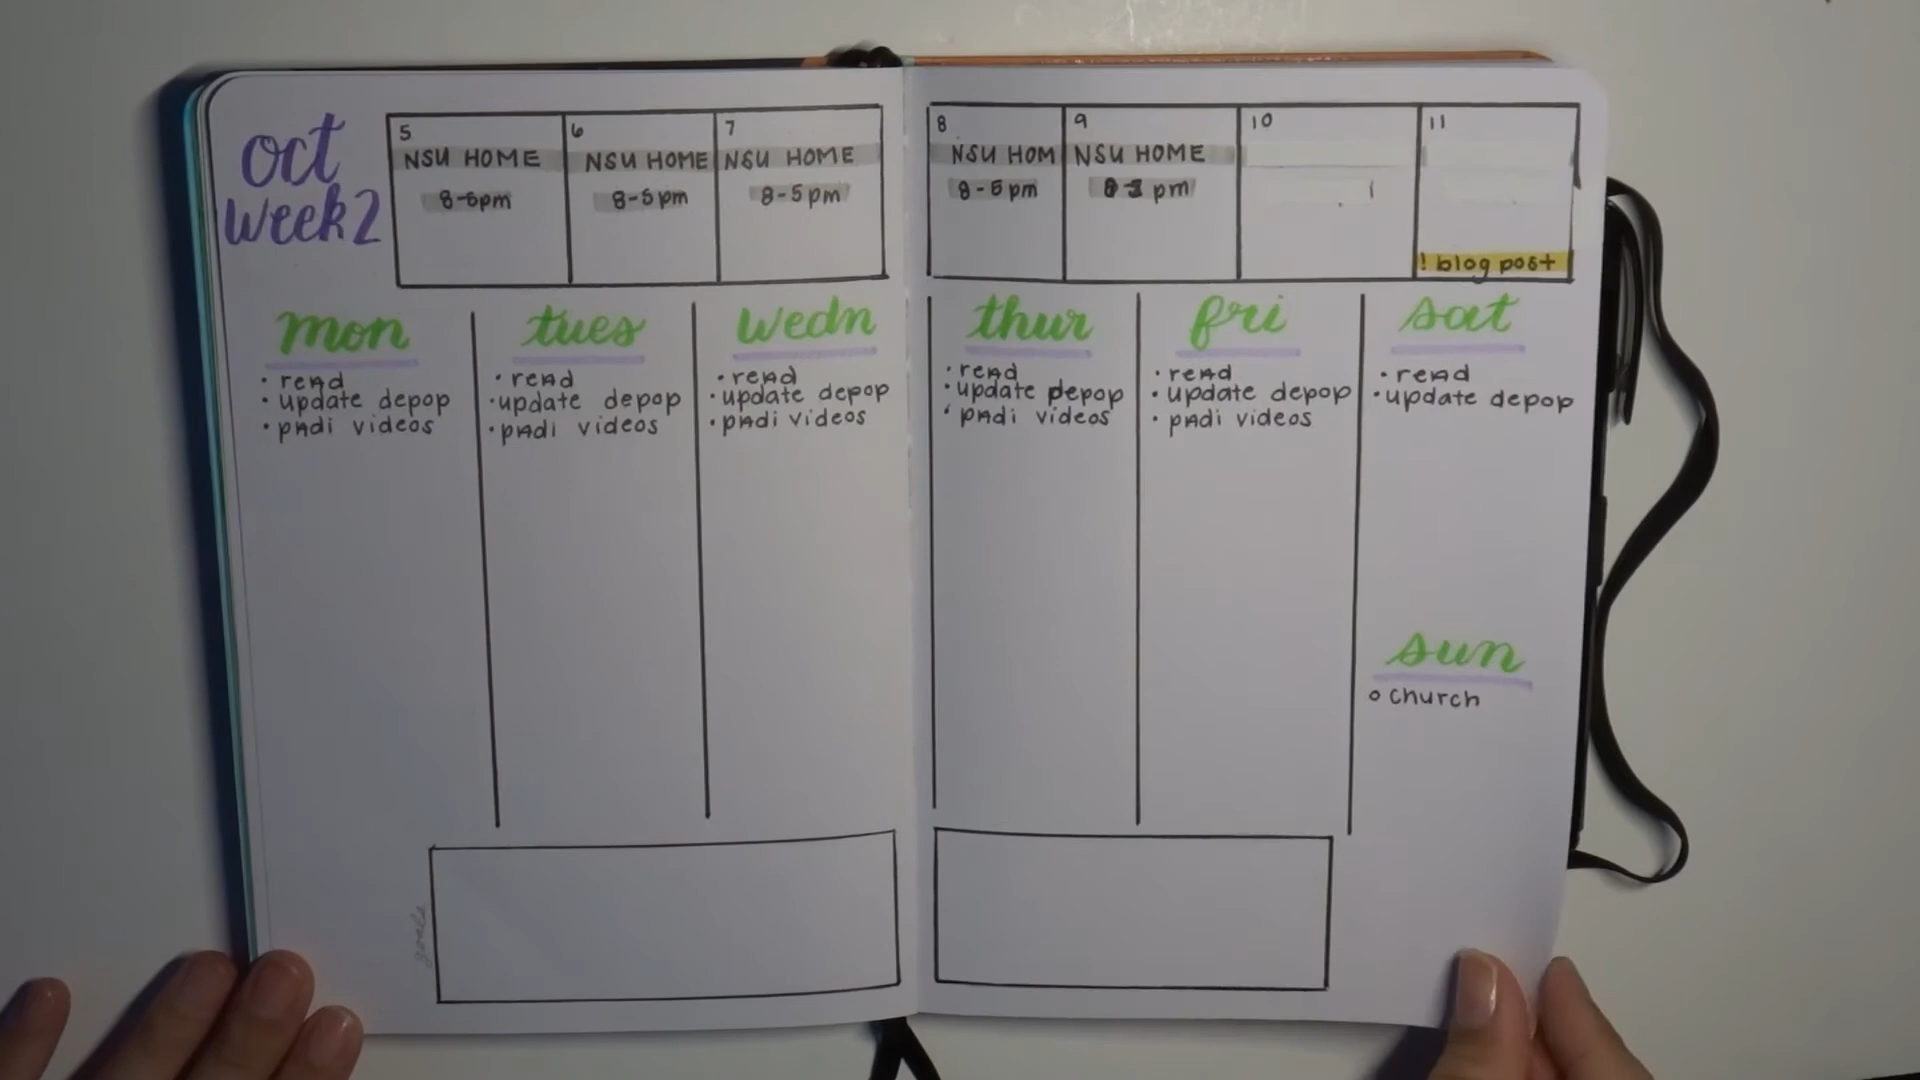 oct
week 2
5
NSU HOME
8-6pm
6
NSU HOME
8-5pm
7
NSU HOME
8-5pm
8
NSU HOM
8-5pm
9
NSU HOME
pm
10
11
! blog post
mon
• read
• update depop
• padi videos
tues
• read
• update depop
• padi videos
wedn
• read
• update depop
• padi videos
thur
• read
• update depop
• padi videos
fri
• read
• update depop
• padi videos
sat
• read
• update depop
sun
o church
goals